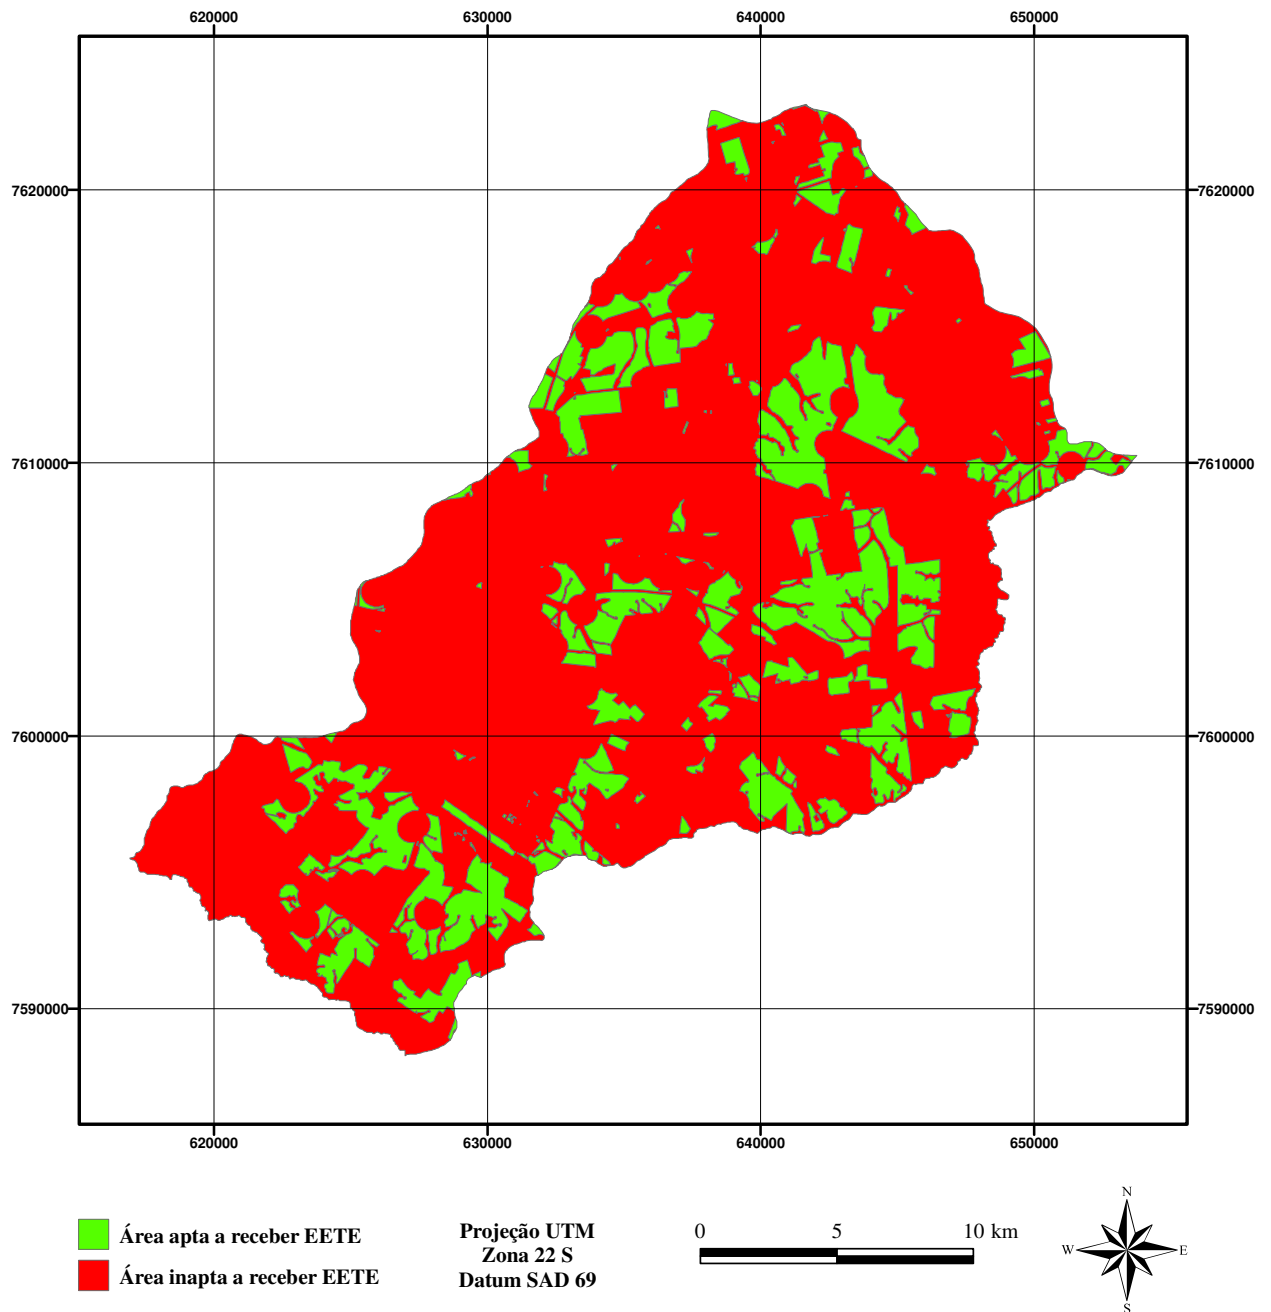 620000 630000 640000 650000
7620000 7620000
7610000 7610000
7600000 7600000
7590000 7590000
620000 630000 640000 650000
Área apta a receber EETE
Área inapta a receber EETE
Projeção UTM
Zona 22 S
Datum SAD 69
0 5 10 km
N
W E
S